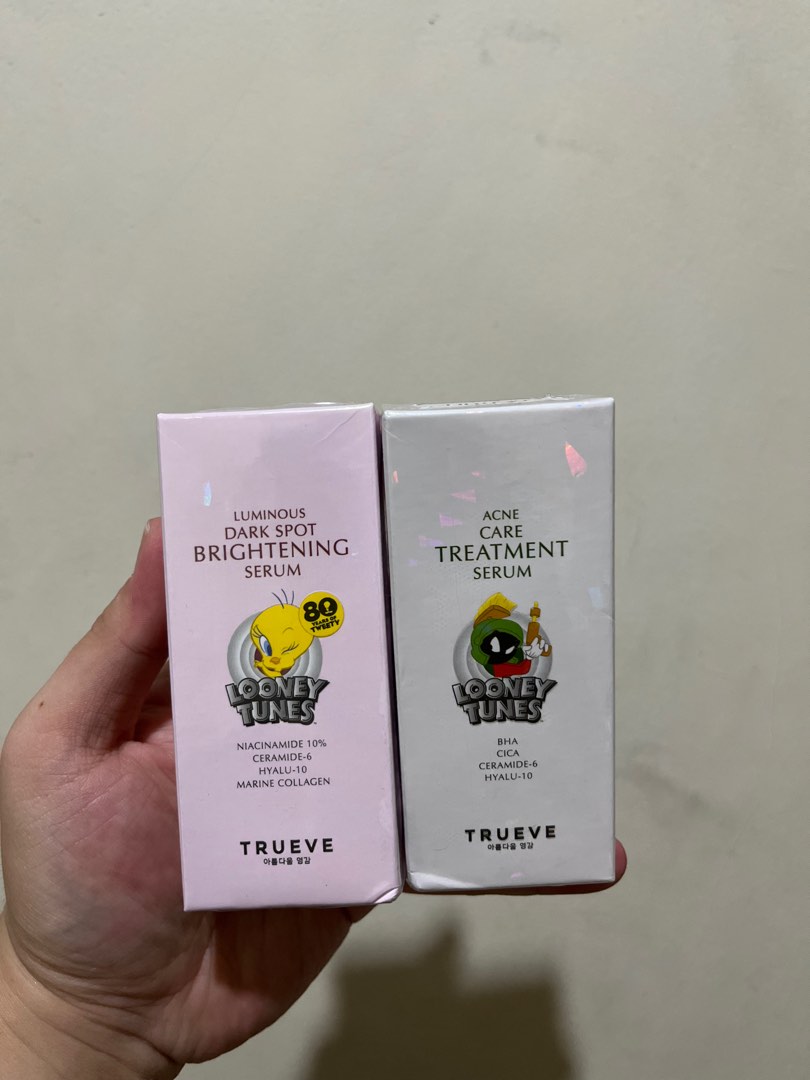 LUMINOUS
DARK SPOT
BRIGHTENING
SERUM
80
YEARS OF
TWEETY
LOONEY
TUNES
NIACINAMIDE 10%
CERAMIDE-6
HYALU-10
MARINE COLLAGEN
TRUEVE
아름다움 영감
ACNE
CARE
TREATMENT
SERUM
LOONEY
TUNES
BHA
CICA
CERAMIDE-6
HYALU-10
TRUEVE
아름다움 영감